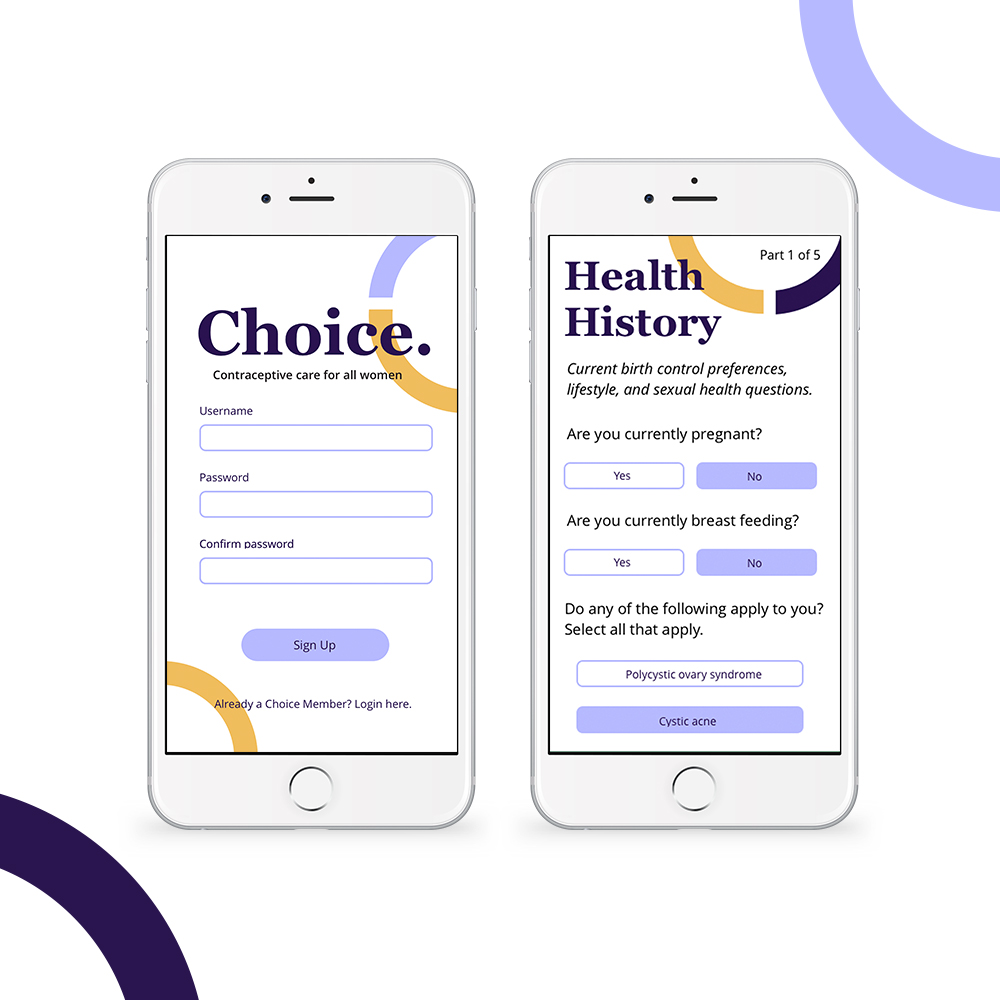 Choice.
Contraceptive care for all women
Username
Password
Confirm password
Sign Up
Already a Choice Member? Login here.
Part 1 of 5
Health
History
Current birth control preferences,
lifestyle, and sexual health questions.
Are you currently pregnant?
Yes No
Are you currently breast feeding?
Yes No
Do any of the following apply to you?
Select all that apply.
Polycystic ovary syndrome
Cystic acne